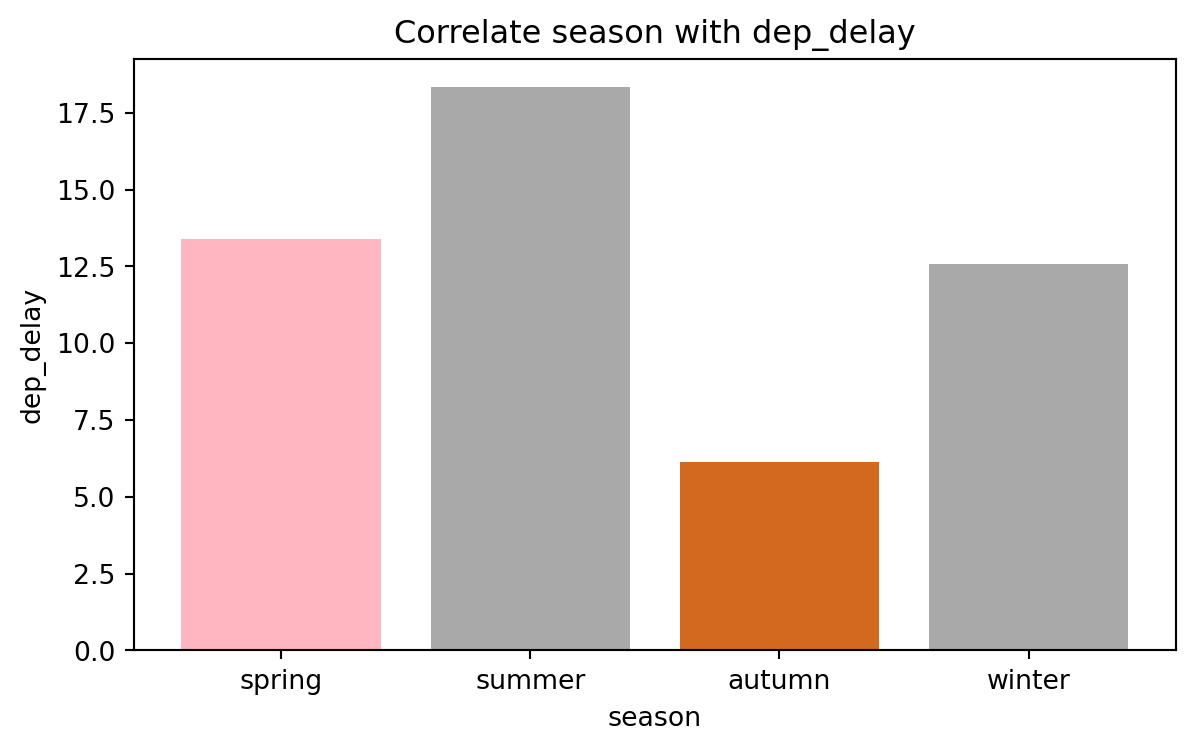 Correlate season with dep_delay
dep_delay
17.5
15.0
12.5
10.0
7.5
5.0
2.5
0.0
spring summer autumn winter
season